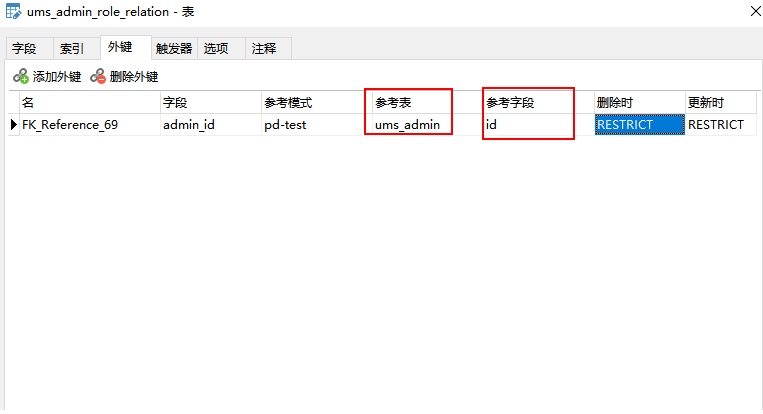 ums_admin_role_relation - 表
字段 索引 外键 触发器 选项 注释
添加外键 删除外键
名 字段 参考模式 参考表 参考字段 删除时 更新时
FK_Reference_69 admin_id pd-test ums_admin id RESTRICT RESTRICT